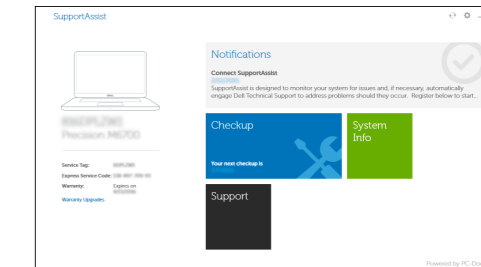 SupportAssist
Notifications
Connect SupportAssist
SupportAssist is designed to monitor your system for issues and, if necessary, automatically
engage Dell Technical Support to address problems should they occur. Register below to start...
Precision M6700
Checkup
Your next checkup is
System
Info
Support
Service Tag:
Express Service Code:
Warranty: Expires on
Warranty Upgrades
Powered by PC-Doc